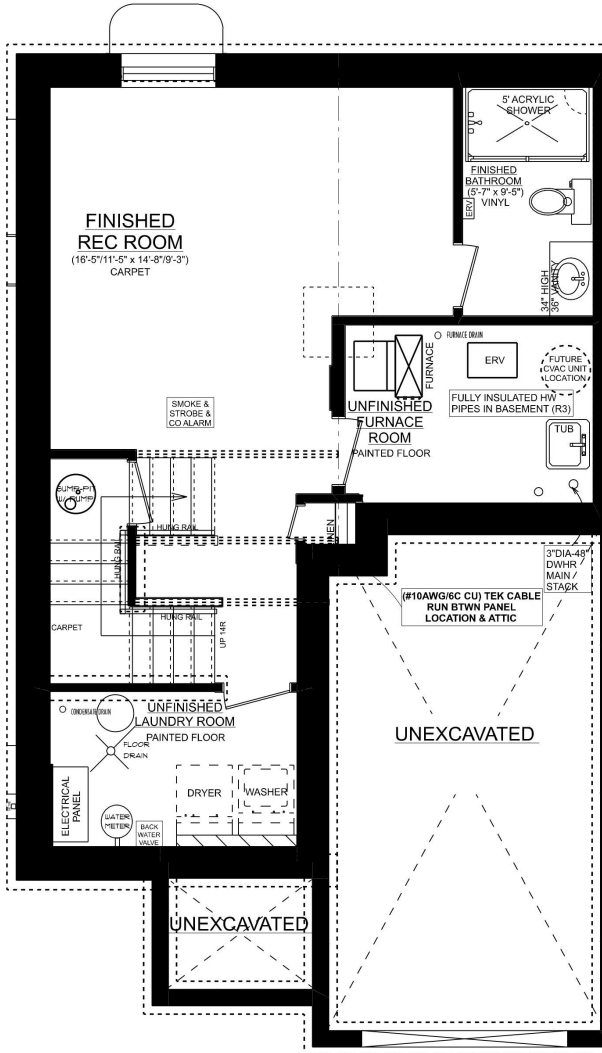 5' ACRYLIC
SHOWER
FINISHED
BATHROOM
(5'-7" x 9'-5")
VINYL
ERV
34" HIGH
36" VANITY
FINISHED
REC ROOM
(16'-5"/11'-5" x 14'-8"/9'-3")
CARPET
FURNACE DRAIN
FURNACE
ERV
FUTURE
CVAC UNIT
LOCATION
UNFINISHED
FURNACE
ROOM
PAINTED FLOOR
FULLY INSULATED HW
PIPES IN BASEMENT (R3)
TUB
SMOKE &
STROBE &
CO ALARM
SUMP-PIT
W/ PUMP
HUNG RAIL
HUNG RAIL
HUNG RAIL
LINEN
UP 14R
CARPET
3"DIA-48"
DWHR
MAIN /
STACK
(#10AWG/6C CU) TEK CABLE
RUN BTWN PANEL
LOCATION & ATTIC
CONDENSATE DRAIN
UNFINISHED
LAUNDRY ROOM
PAINTED FLOOR
FLOOR
DRAIN
ELECTRICAL
PANEL
WATER
METER
BACK
WATER
VALVE
DRYER
WASHER
UNEXCAVATED
UNEXCAVATED